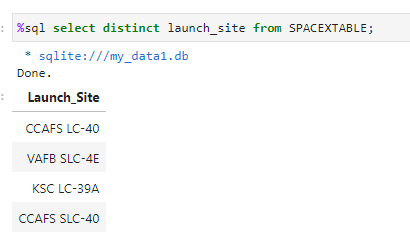 %sql select distinct launch_site from SPACEXTABLE;
* sqlite:///my_data1.db
Done.
Launch_Site
CCAFS LC-40
VAFB SLC-4E
KSC LC-39A
CCAFS SLC-40